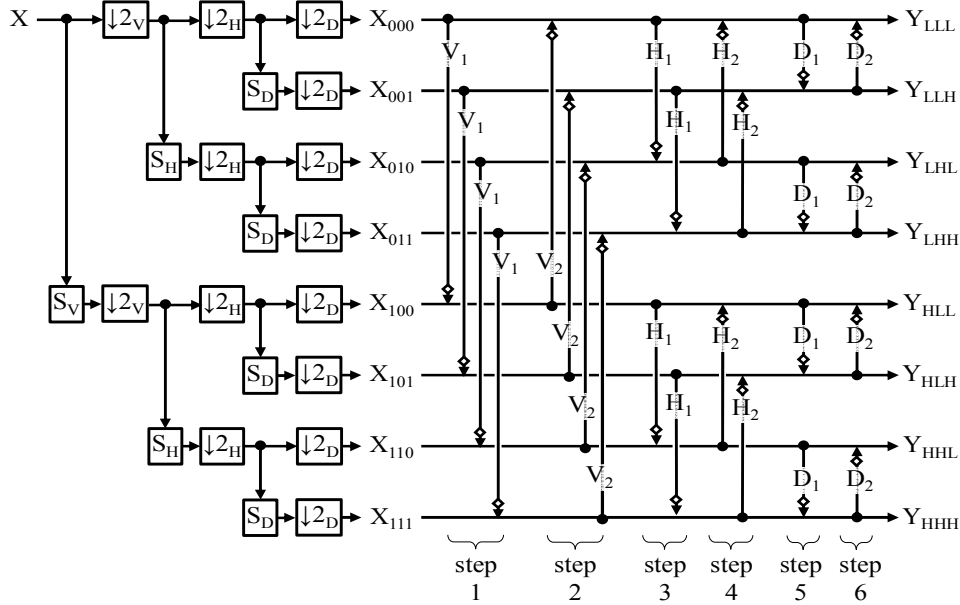 X ↓2V ↓2H ↓2D X000 YLLL
V1 H1 H2 D1 D2
SD ↓2D X001 YLLH
V1 H1 H2
SH ↓2H ↓2D X010 YLHL
V1 D1 D2
SD ↓2D X011 YLHH
V1 V2
SV ↓2V ↓2H ↓2D X100 YHLL
V2 H1 H2 D1 D2
SD ↓2D X101 YHLH
V2 H1 H2
SH ↓2H ↓2D X110 YHHL
V2 D1 D2
SD ↓2D X111 YHHH
step step step step step step
1 2 3 4 5 6